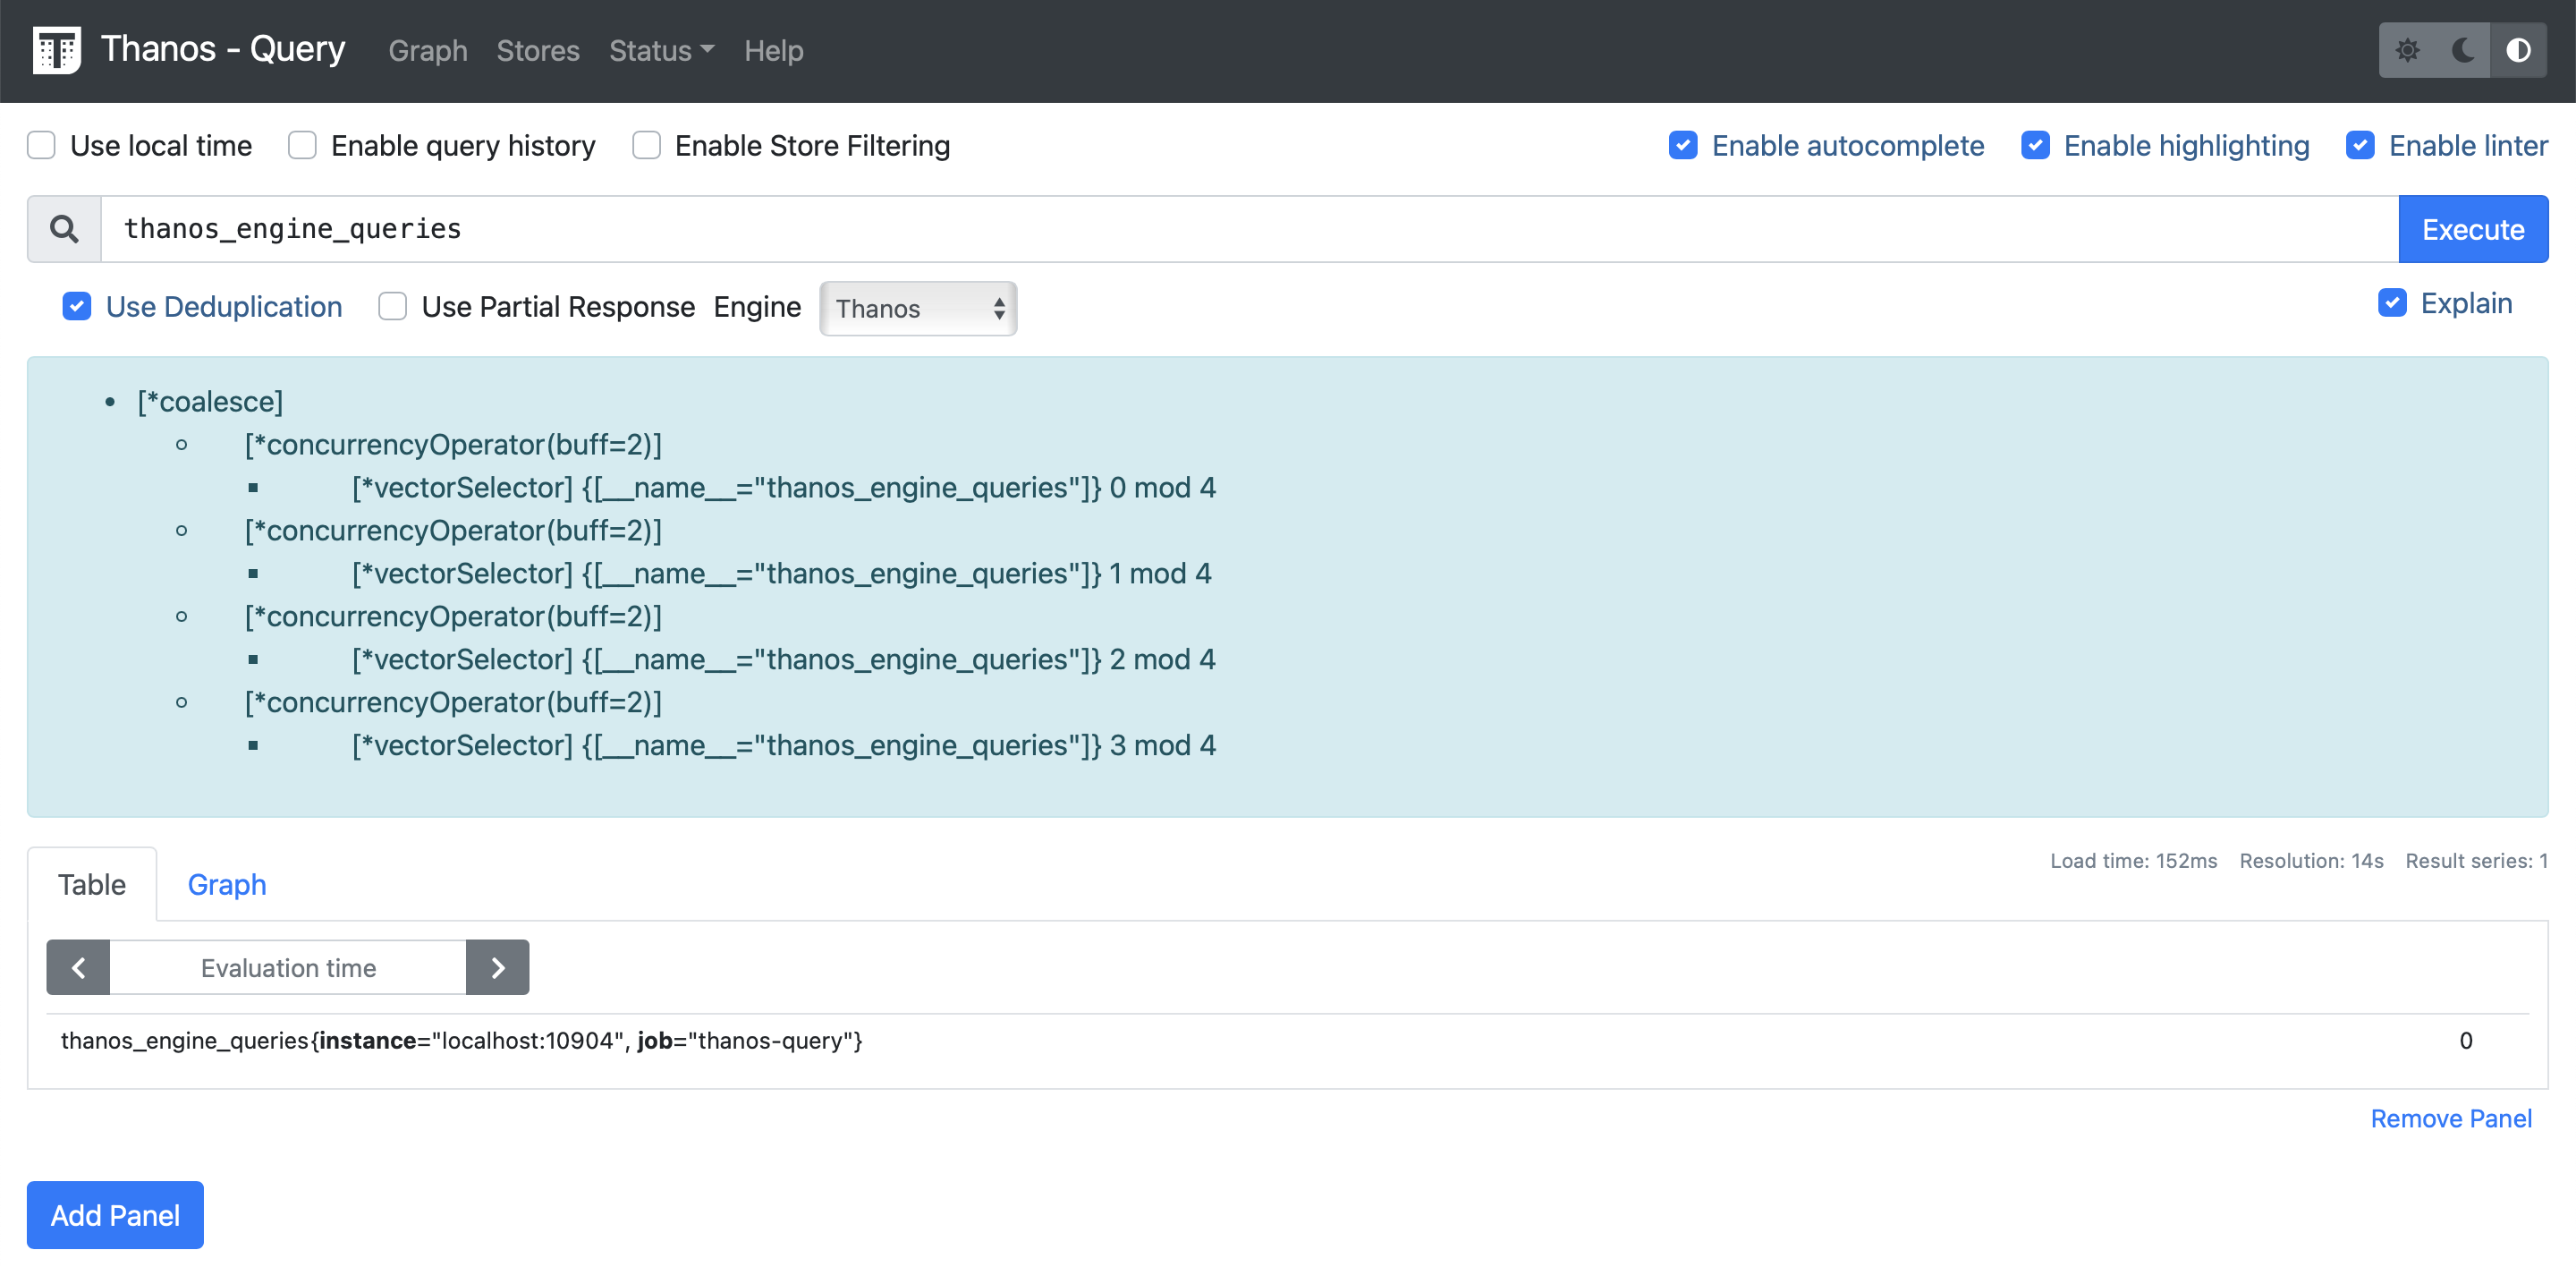 Thanos - Query Graph Stores Status Help
Use local time Enable query history Enable Store Filtering Enable autocomplete Enable highlighting Enable linter
thanos_engine_queries Execute
Use Deduplication Use Partial Response Engine Thanos Explain
[*coalesce]
[*concurrencyOperator(buff=2)]
[*vectorSelector] {[__name__="thanos_engine_queries"]} 0 mod 4
[*concurrencyOperator(buff=2)]
[*vectorSelector] {[__name__="thanos_engine_queries"]} 1 mod 4
[*concurrencyOperator(buff=2)]
[*vectorSelector] {[__name__="thanos_engine_queries"]} 2 mod 4
[*concurrencyOperator(buff=2)]
[*vectorSelector] {[__name__="thanos_engine_queries"]} 3 mod 4
Load time: 152ms Resolution: 14s Result series: 1
Table Graph
Evaluation time
thanos_engine_queries{instance="localhost:10904", job="thanos-query"} 0
Remove Panel
Add Panel